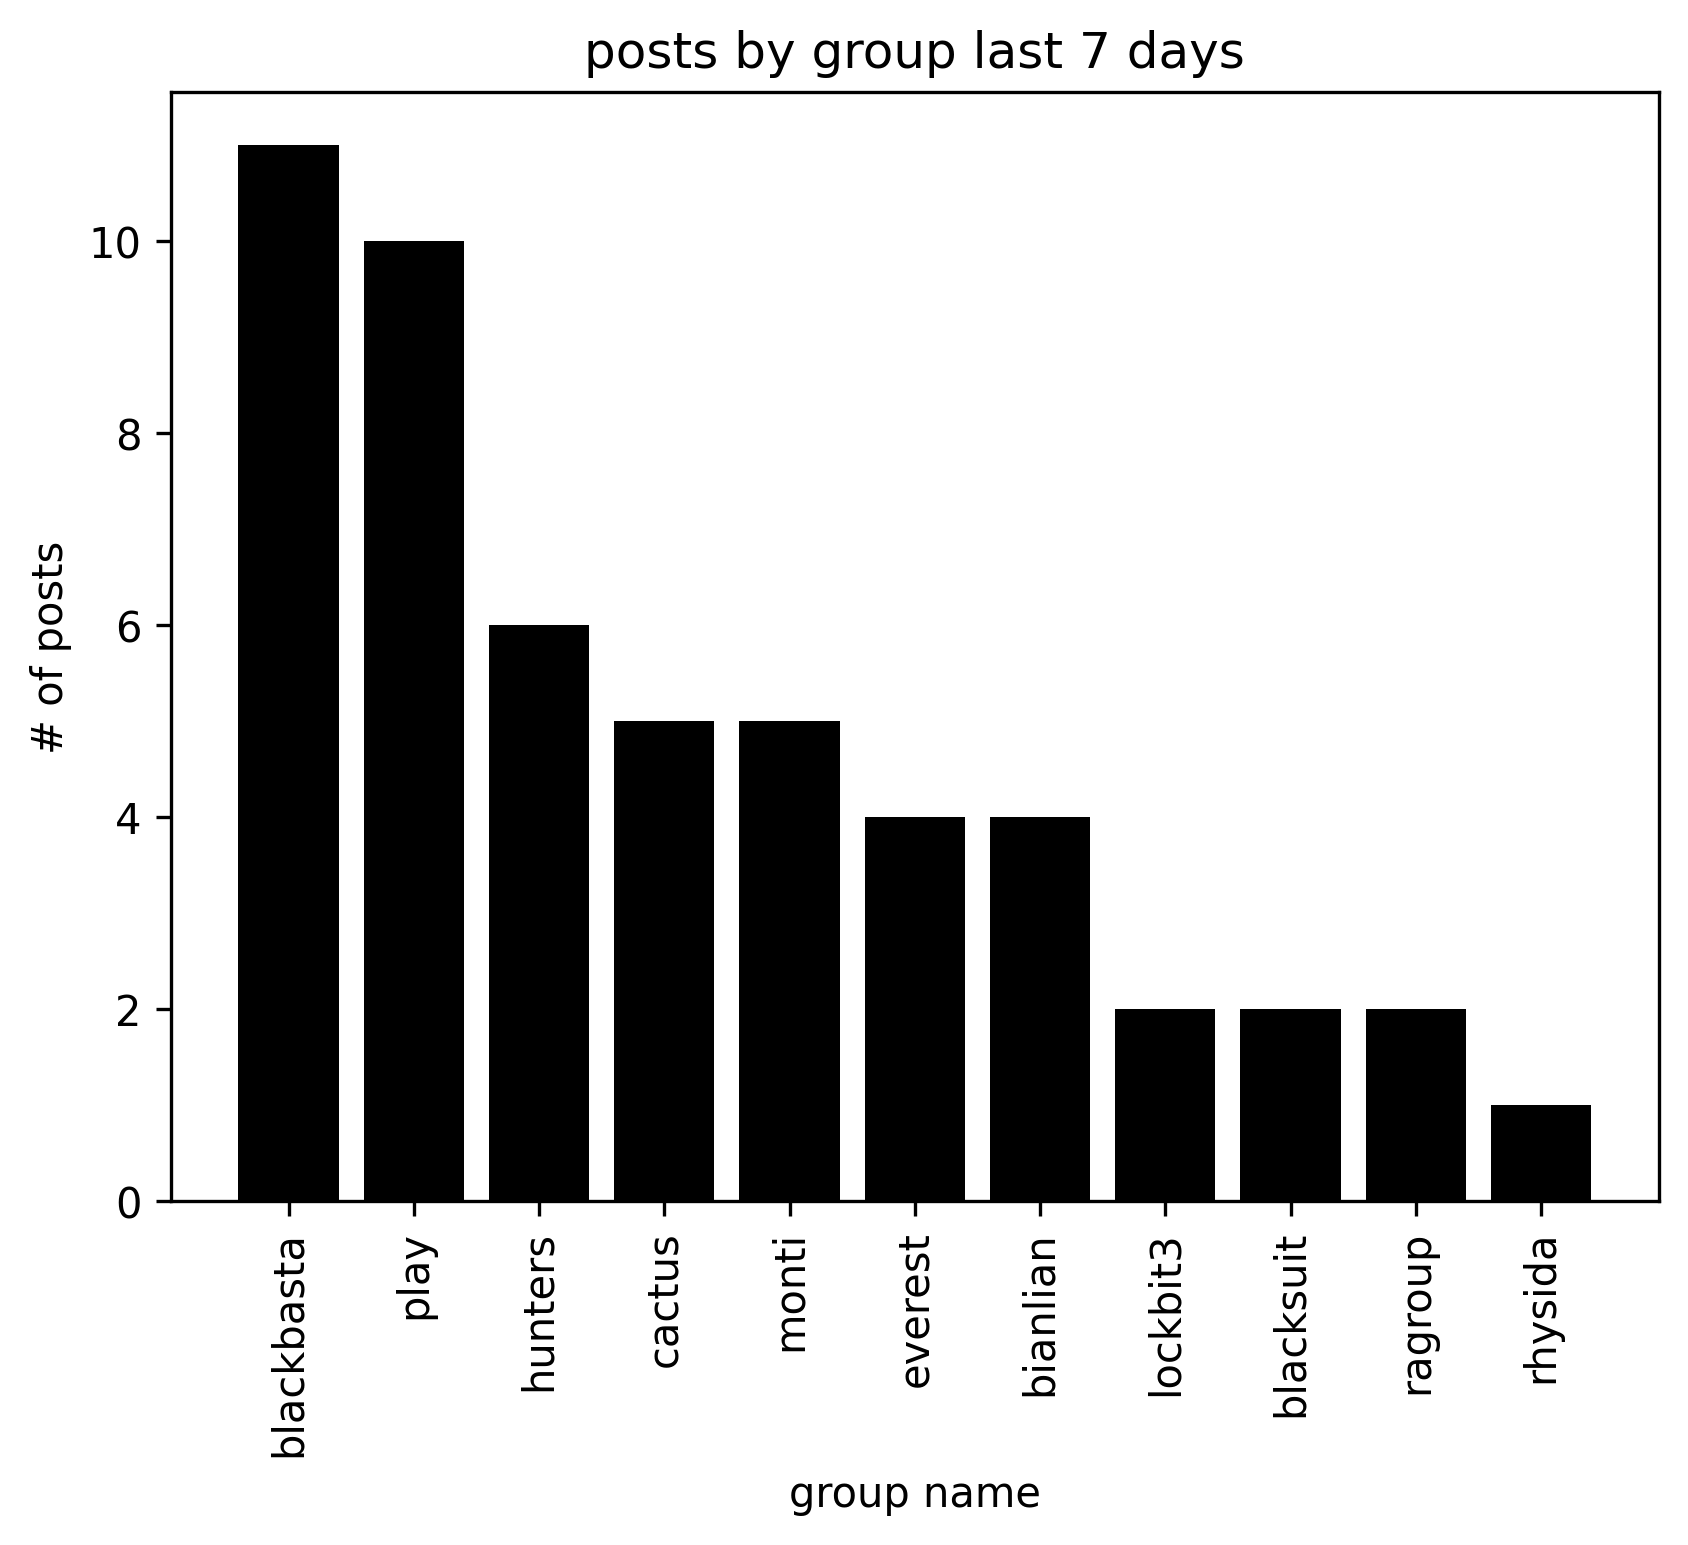 posts by group last 7 days
# of posts
10
8
6
4
2
0
blackbasta
play
hunters
cactus
monti
everest
bianlian
lockbit3
blacksuit
ragroup
rhysida
group name